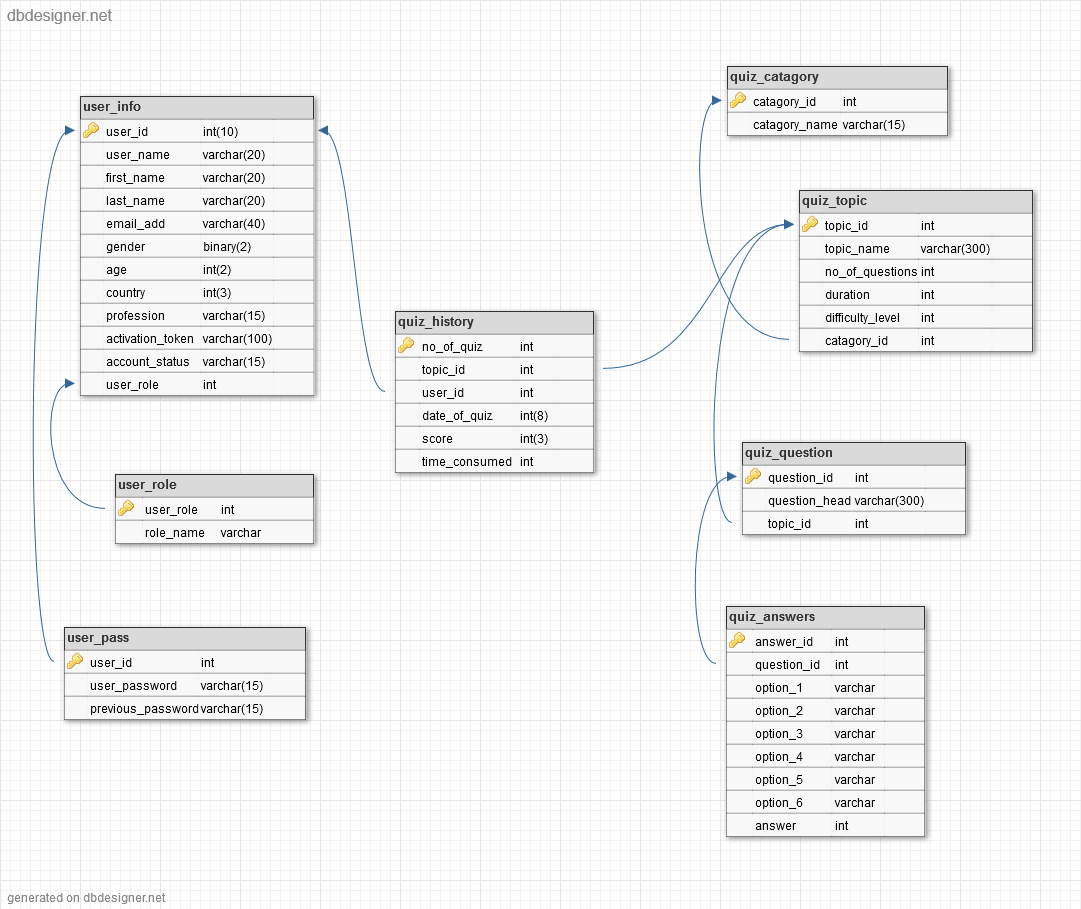 dbdesigner.net
user_info
user_id int(10)
user_name varchar(20)
first_name varchar(20)
last_name varchar(20)
email_add varchar(40)
gender binary(2)
age int(2)
country int(3)
profession varchar(15)
activation_token varchar(100)
account_status varchar(15)
user_role int
user_role
user_role int
role_name varchar
user_pass
user_id int
user_password varchar(15)
previous_password varchar(15)
quiz_history
no_of_quiz int
topic_id int
user_id int
date_of_quiz int(8)
score int(3)
time_consumed int
quiz_catagory
catagory_id int
catagory_name varchar(15)
quiz_topic
topic_id int
topic_name varchar(300)
no_of_questions int
duration int
difficulty_level int
catagory_id int
quiz_question
question_id int
question_head varchar(300)
topic_id int
quiz_answers
answer_id int
question_id int
option_1 varchar
option_2 varchar
option_3 varchar
option_4 varchar
option_5 varchar
option_6 varchar
answer int
generated on dbdesigner.net